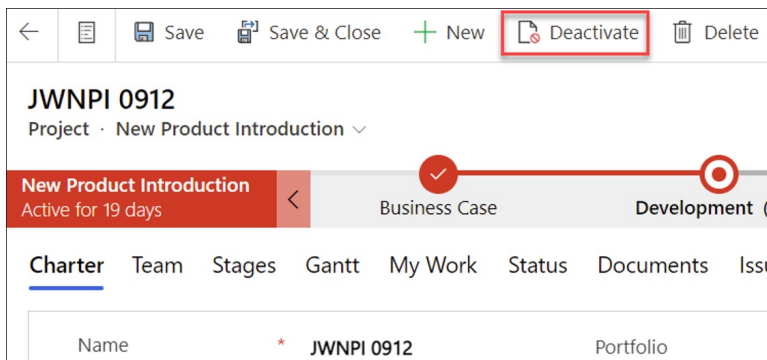 Save Save & Close New Deactivate Delete
JWNPI 0912
Project · New Product Introduction
New Product Introduction
Active for 19 days
Business Case
Development (
Charter Team Stages Gantt My Work Status Documents Issu
Name * JWNPI 0912 Portfolio